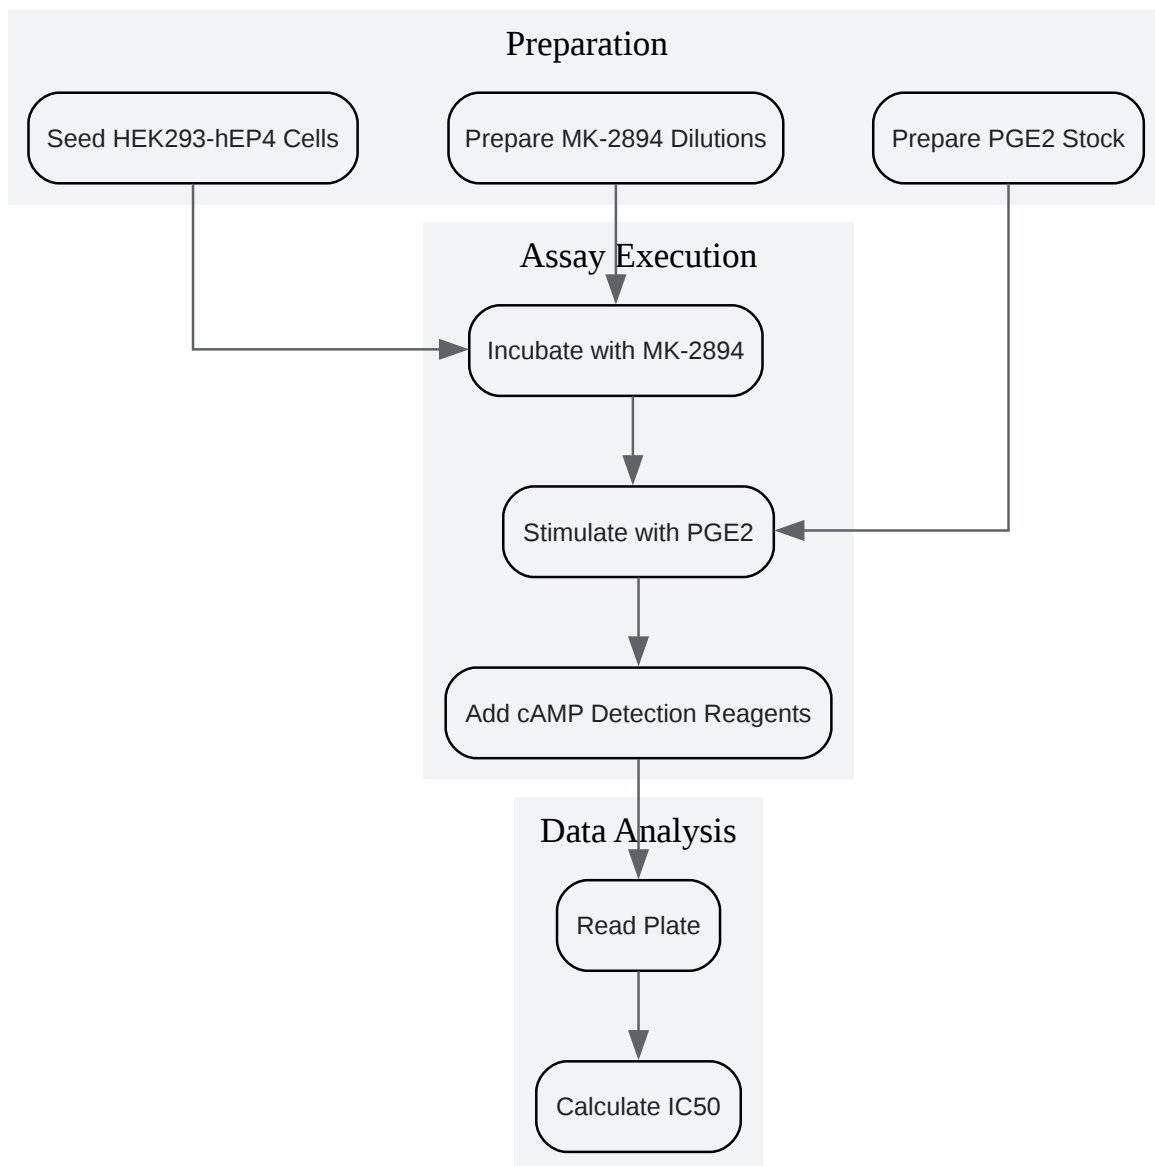 Preparation
Seed HEK293-hEP4 Cells
Prepare MK-2894 Dilutions
Prepare PGE2 Stock
Assay Execution
Incubate with MK-2894
Stimulate with PGE2
Add cAMP Detection Reagents
Data Analysis
Read Plate
Calculate IC50